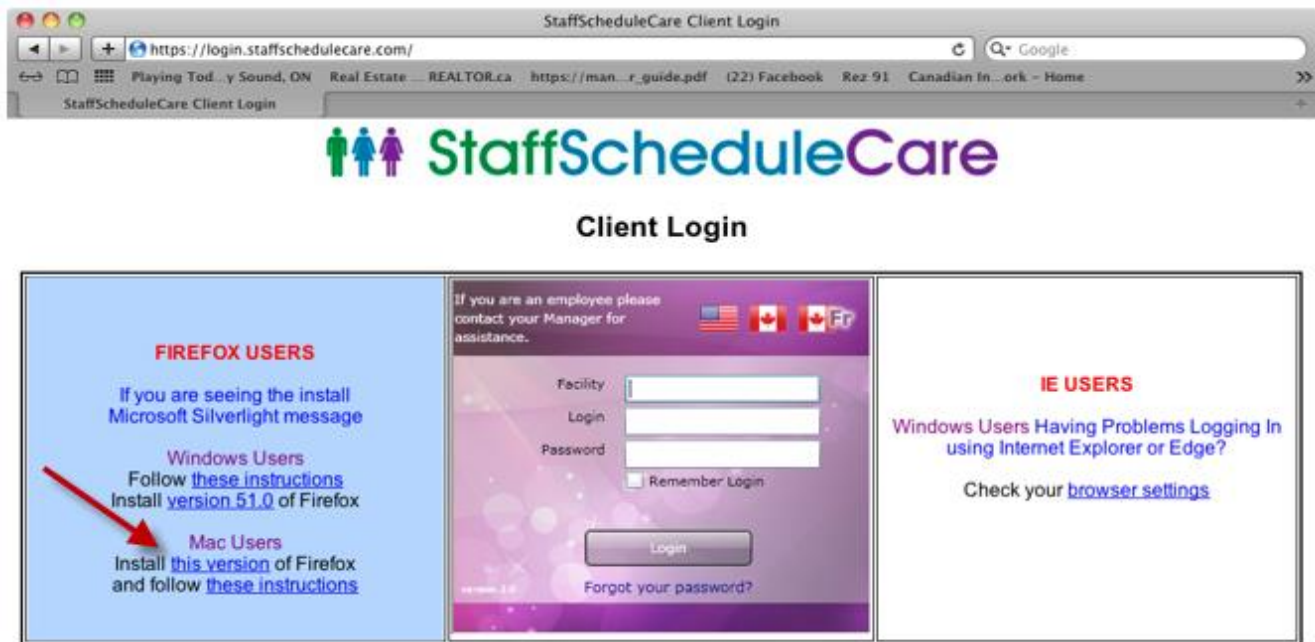 StaffScheduleCare Client Login
https://login.staffschedulecare.com/
Google
Playing Tod...y Sound, ON Real Estate ... REALTOR.ca https://man...r_guide.pdf (22) Facebook Rez 91 Canadian In...ork - Home
StaffScheduleCare Client Login
StaffScheduleCare
Client Login
FIREFOX USERS
If you are seeing the install
Microsoft Silverlight message
Windows Users
Follow these instructions
Install version 51.0 of Firefox
Mac Users
Install this version of Firefox
and follow these instructions
If you are an employee please
contact your Manager for
assistance.
Fr
Facility
Login
Password
Remember Login
Login
Forgot your password?
IE USERS
Windows Users Having Problems Logging In
using Internet Explorer or Edge?
Check your browser settings